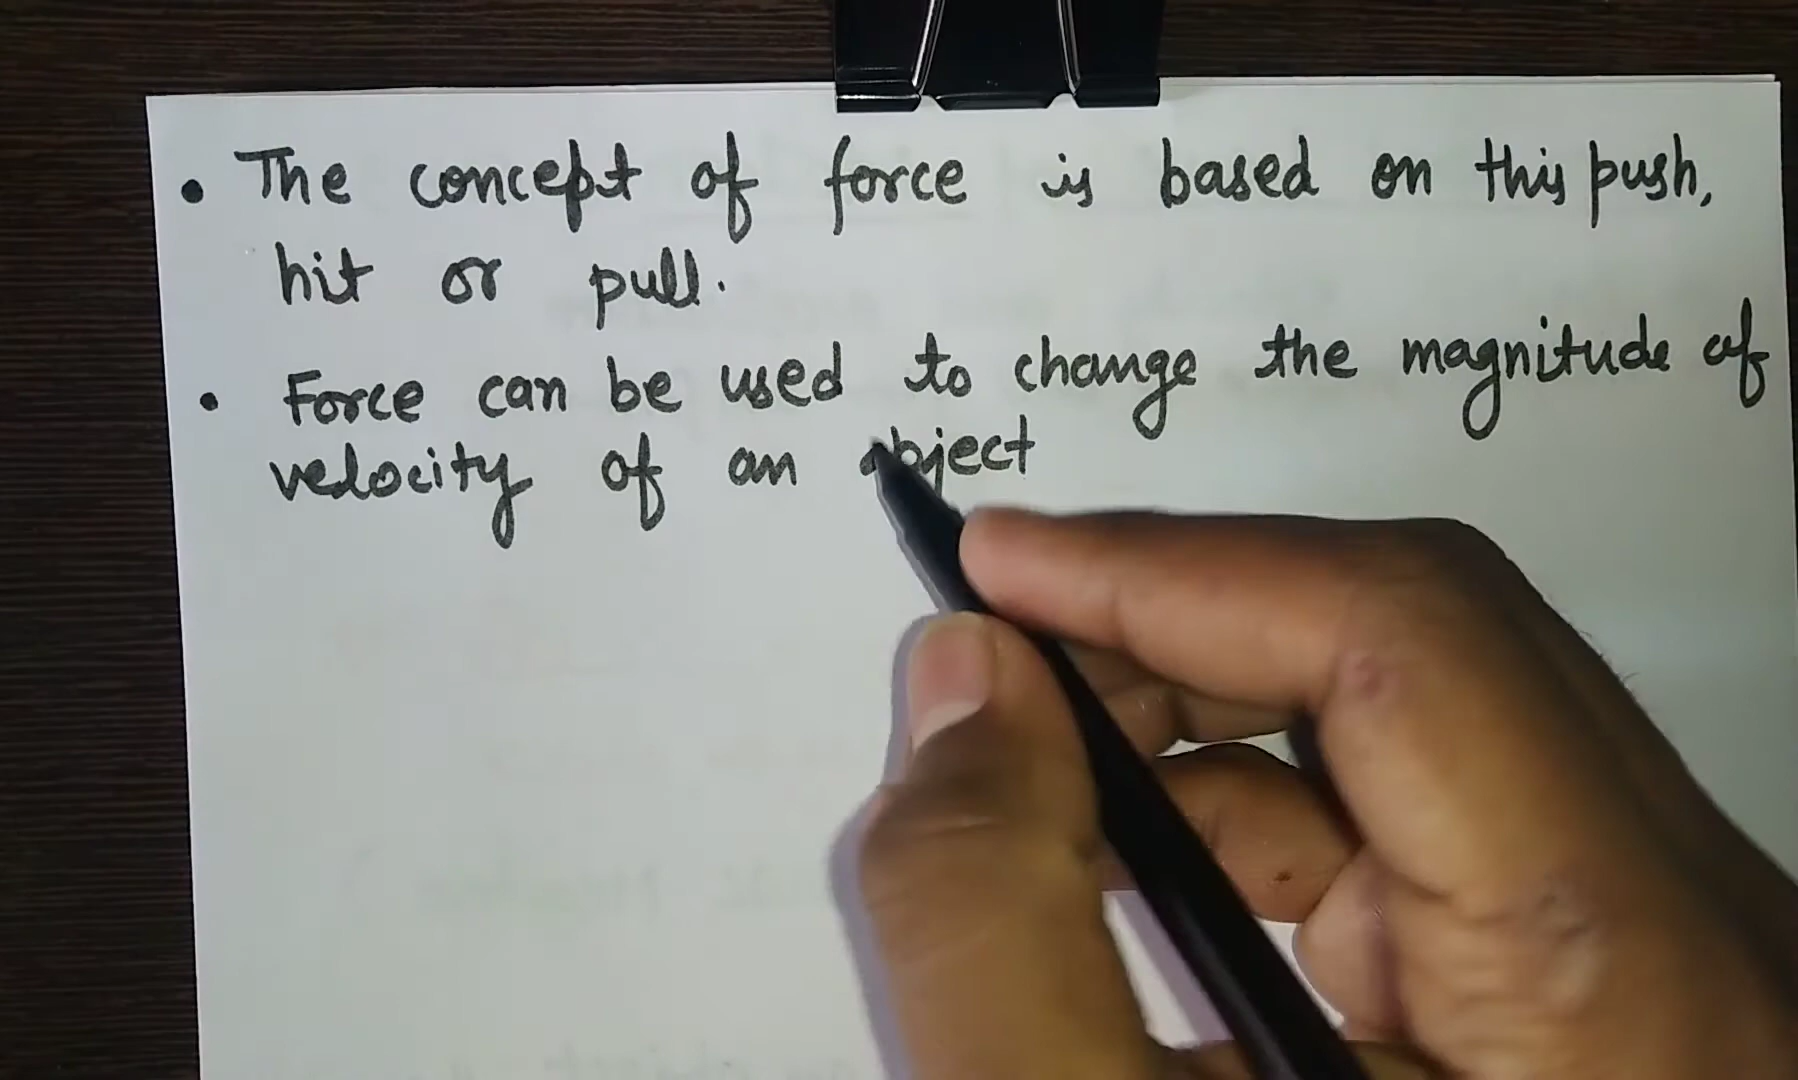 • The concept of force is based on this push,
hit or pull.
• Force can be used to change the magnitude of
velocity of an object